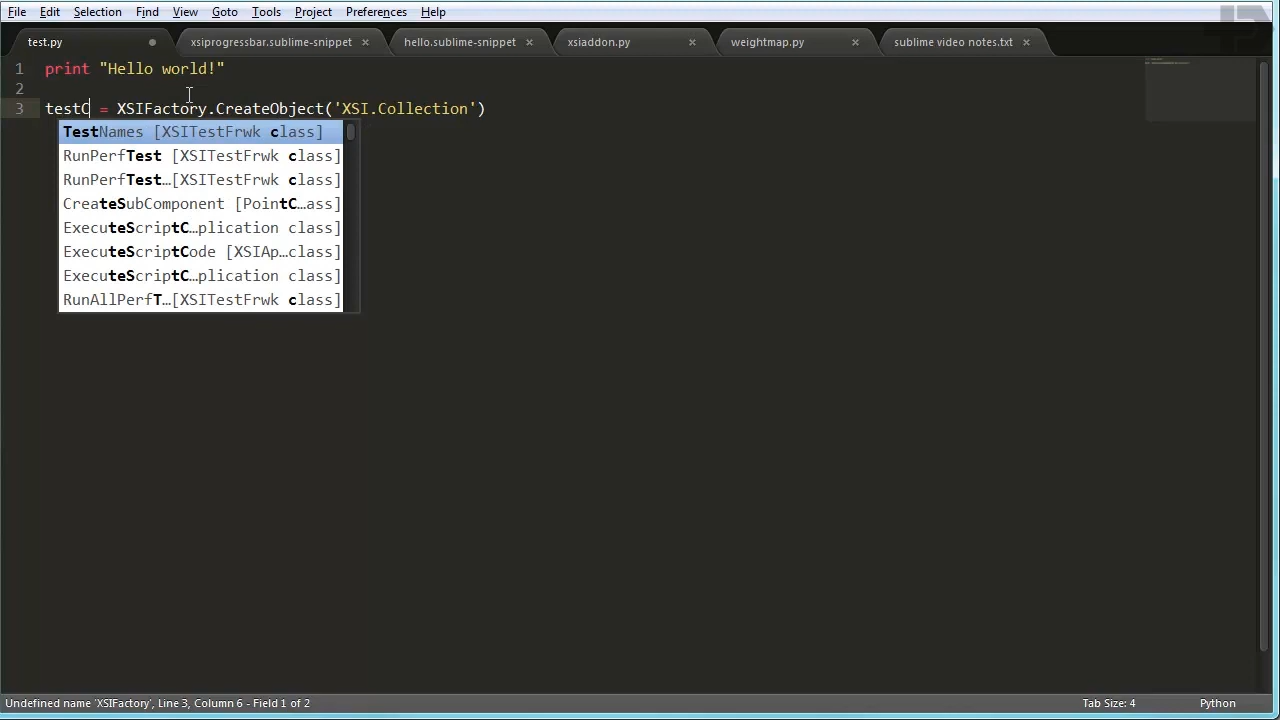 File Edit Selection Find View Goto Tools Project Preferences Help
test.py xsiprogressbar.sublime-snippet hello.sublime-snippet xsiaddon.py weightmap.py sublime video notes.txt
1 print "Hello world!"
2
3 testC = XSIFactory.CreateObject('XSI.Collection')
TestNames [XSITestFrwk class]
RunPerfTest [XSITestFrwk class]
RunPerfTest…[XSITestFrwk class]
CreateSubComponent [PointC…ass]
ExecuteScriptC…plication class]
ExecuteScriptCode [XSIAp…class]
ExecuteScriptC…plication class]
RunAllPerfT…[XSITestFrwk class]
Undefined name 'XSIFactory', Line 3, Column 6 - Field 1 of 2 Tab Size: 4 Python